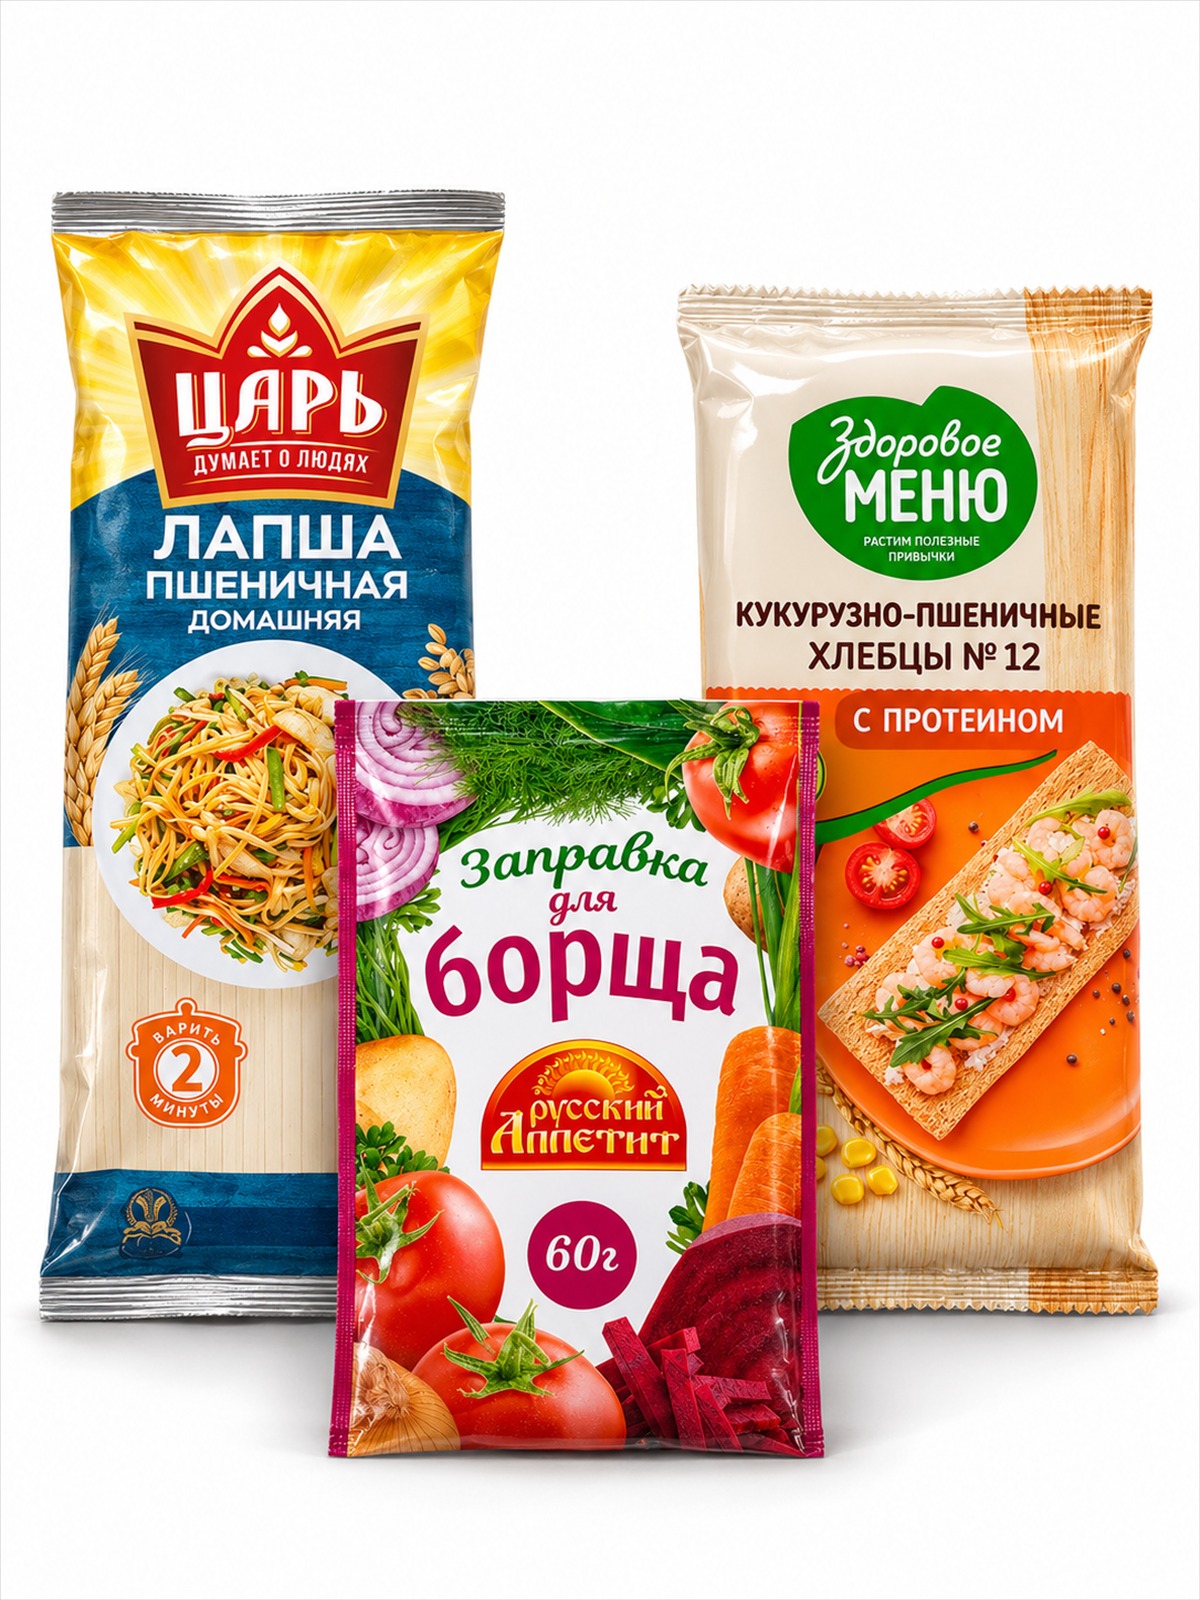 ЦАРЬ
ДУМАЕТ О ЛЮДЯХ
ЛАПША
ПШЕНИЧНАЯ
ДОМАШНЯЯ
ВАРИТЬ
2
МИНУТЫ
Здоровое
МЕНЮ
РАСТИМ ПОЛЕЗНЫЕ
ПРИВЫЧКИ
КУКУРУЗНО-ПШЕНИЧНЫЕ
ХЛЕБЦЫ № 12
С ПРОТЕИНОМ
Заправка
для
борща
Русский
Аппетит
60г